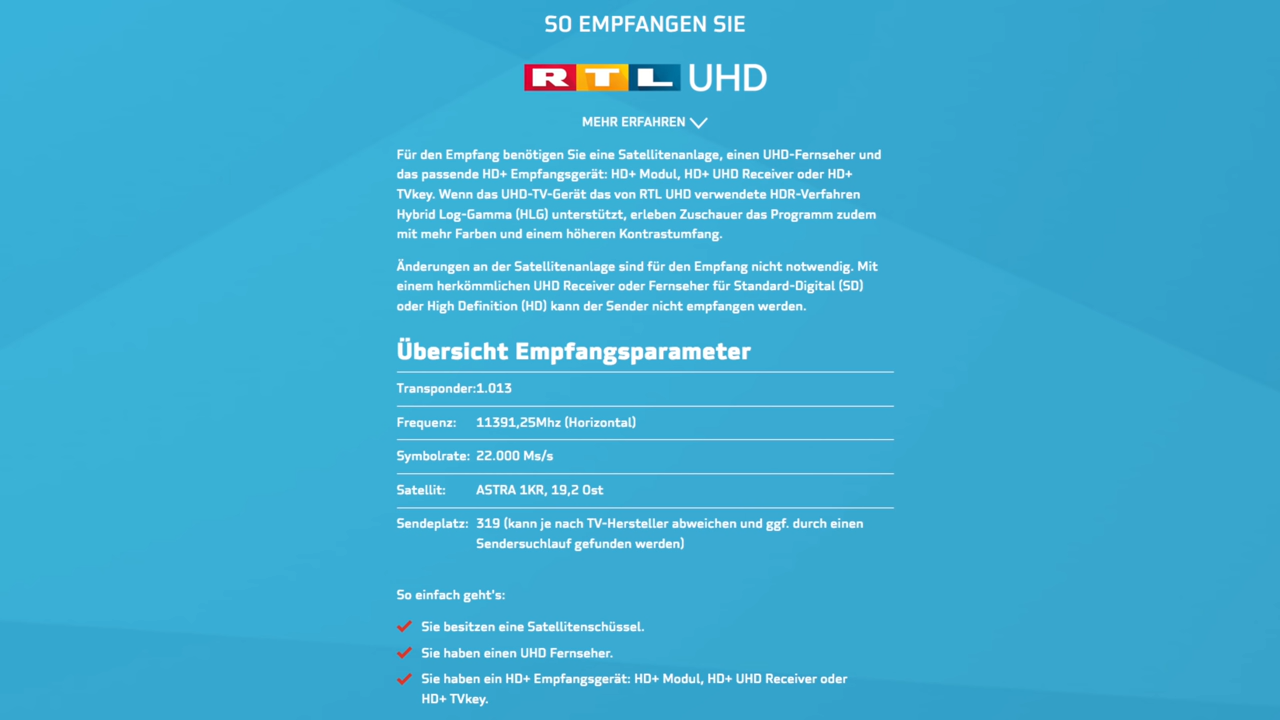 SO EMPFANGEN SIE
RTL UHD
MEHR ERFAHREN
Für den Empfang benötigen Sie eine Satellitenanlage, einen UHD-Fernseher und
das passende HD+ Empfangsgerät: HD+ Modul, HD+ UHD Receiver oder HD+
TVkey. Wenn das UHD-TV-Gerät das von RTL UHD verwendete HDR-Verfahren
Hybrid Log-Gamma (HLG) unterstützt, erleben Zuschauer das Programm zudem
mit mehr Farben und einem höheren Kontrastumfang.
Änderungen an der Satellitenanlage sind für den Empfang nicht notwendig. Mit
einem herkömmlichen UHD Receiver oder Fernseher für Standard-Digital (SD)
oder High Definition (HD) kann der Sender nicht empfangen werden.
Übersicht Empfangsparameter
Transponder: 1.013
Frequenz: 11391,25Mhz (Horizontal)
Symbolrate: 22.000 Ms/s
Satellit: ASTRA 1KR, 19,2 Ost
Sendeplatz: 319 (kann je nach TV-Hersteller abweichen und ggf. durch einen
Sendersuchlauf gefunden werden)
So einfach geht's:
Sie besitzen eine Satellitenschüssel.
Sie haben einen UHD Fernseher.
Sie haben ein HD+ Empfangsgerät: HD+ Modul, HD+ UHD Receiver oder
HD+ TVkey.